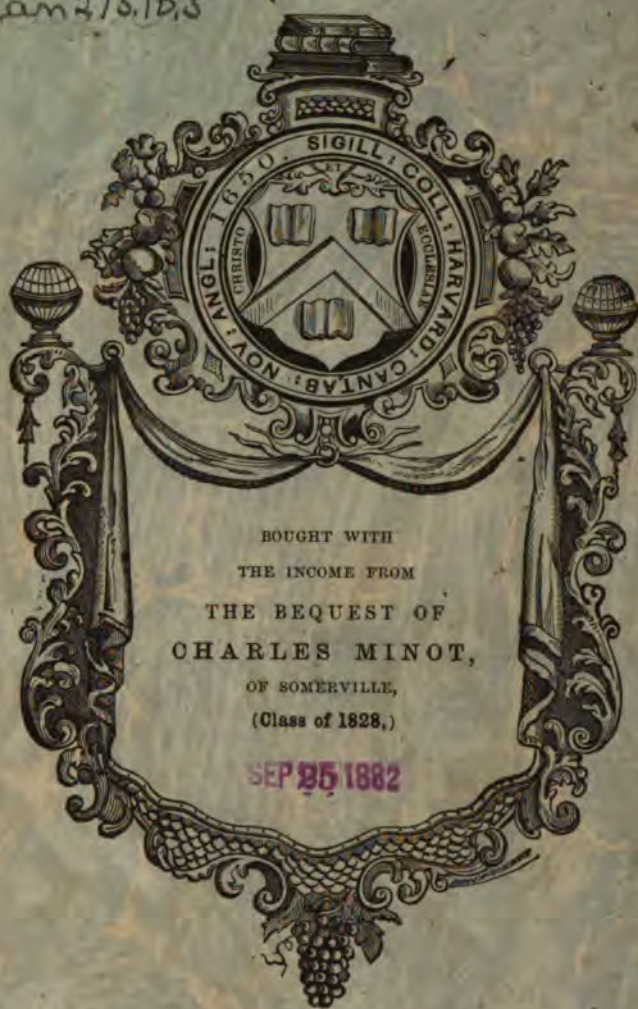 SIGILL: COLL: HARVARD: CANTAB: NOV: ANGL: 1650.
ET
CHRISTO
ECCLESIAE
BOUGHT WITH
THE INCOME FROM
THE BEQUEST OF
CHARLES MINOT,
OF SOMERVILLE,
(Class of 1828,)
SEP 25 1882